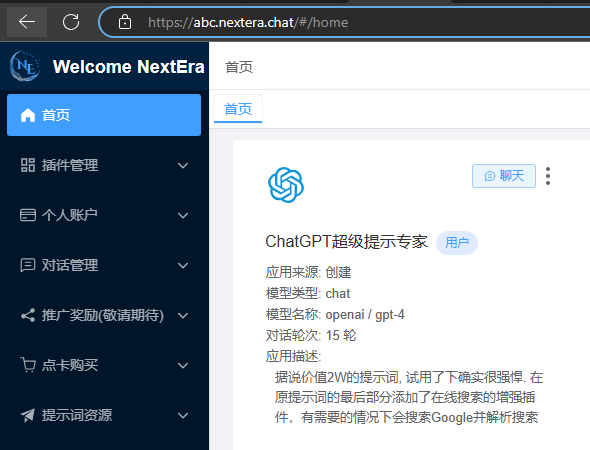 https://abc.nextera.chat/#/home
NE
Welcome NextEra
首页
首页
插件管理
个人账户
对话管理
推广奖励(敬请期待)
点卡购买
提示词资源
首页
聊天
ChatGPT超级提示专家 用户
应用来源: 创建
模型类型: chat
模型名称: openai / gpt-4
对话轮次: 15 轮
应用描述:
据说价值2W的提示词, 试用了下确实很强悍. 在
原提示词的最后部分添加了在线搜索的增强插
件，有需要的情况下会搜索Google并解析搜索